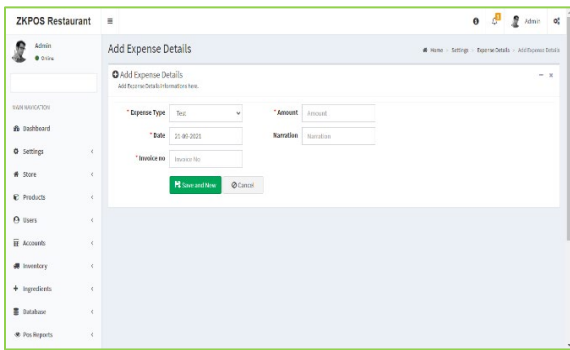 ZKPOS Restaurant
Admin
Admin
Online
Add Expense Details
Home > Settings > Expense Details > Add Expense Details
Add Expense Details
Add Expense Details Informations here.
MAIN NAVIGATION
* Expense Type Test
* Amount Amount
* Date 21-06-2021
Narration Narration
* Invoice no Invoice No
Save and New Cancel
Dashboard
Settings
Store
Products
Users
Accounts
Inventory
Ingredients
Database
Pos Reports